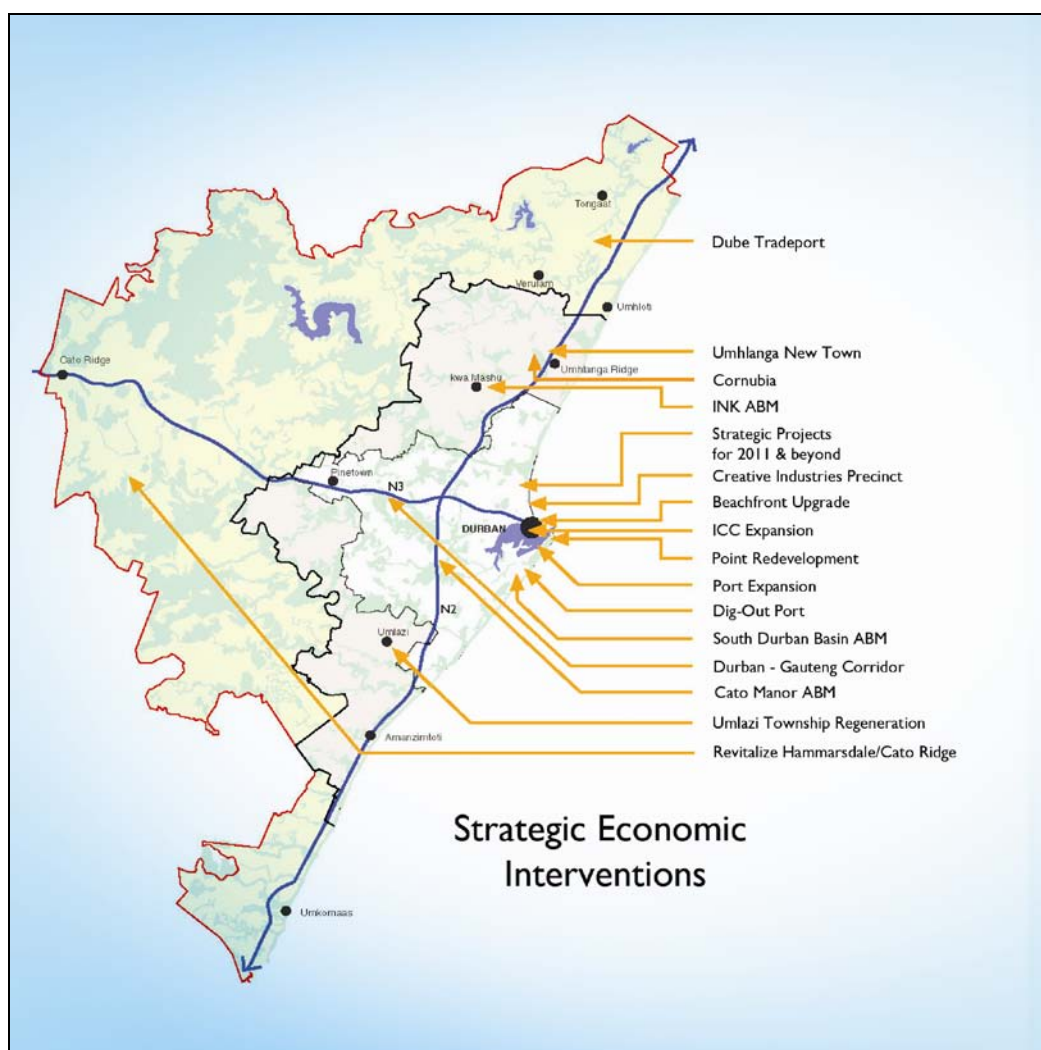 Tongaat
Dube Tradeport
Verulam
Umhloti
Umhlanga New Town
Cato Ridge
Umhlanga Ridge
Cornubia
kwa Mashu
INK ABM
Strategic Projects
for 2011 & beyond
Creative Industries Precinct
Pinetown
N3
Beachfront Upgrade
DURBAN
ICC Expansion
Point Redevelopment
Port Expansion
Dig-Out Port
N2
South Durban Basin ABM
Umlazi
Durban - Gauteng Corridor
Cato Manor ABM
Umlazi Township Regeneration
Amanzimtoti
Revitalize Hammarsdale/Cato Ridge
Strategic Economic
Interventions
Umkomaas